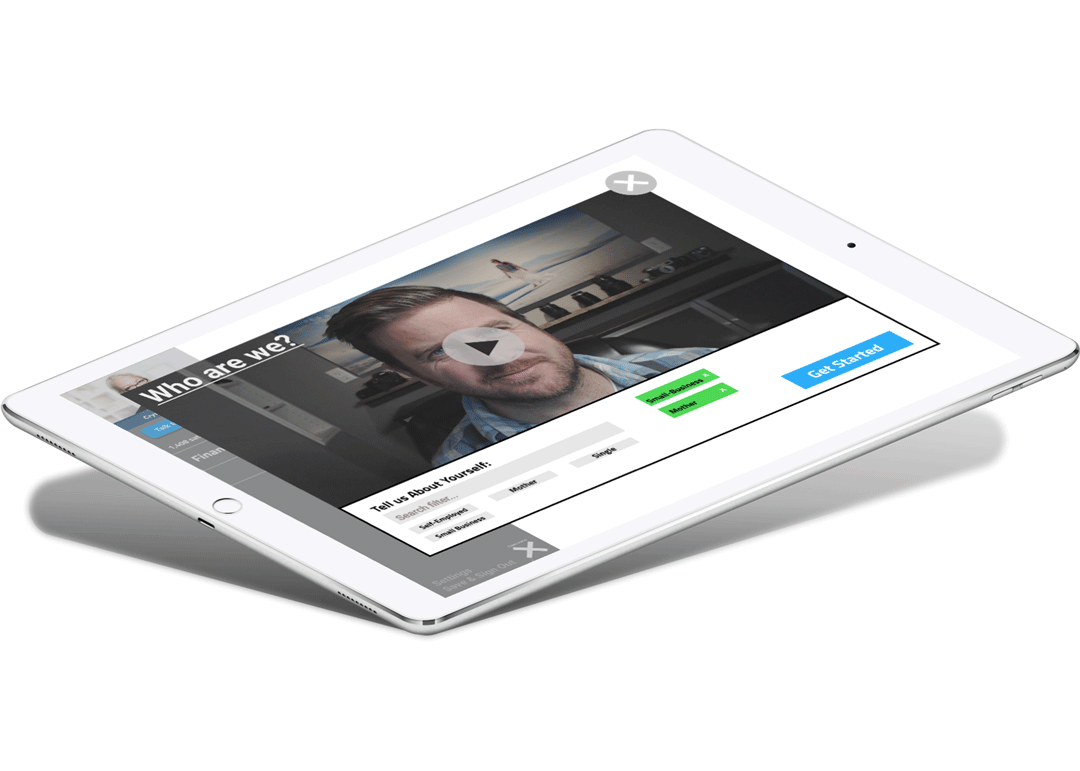 Who are we?
Tell us About Yourself:
Search filter...
Self-Employed
Mother
Single
Small Business
Small-Business
Mother x
Get Started
Settings
Save & Sign Out